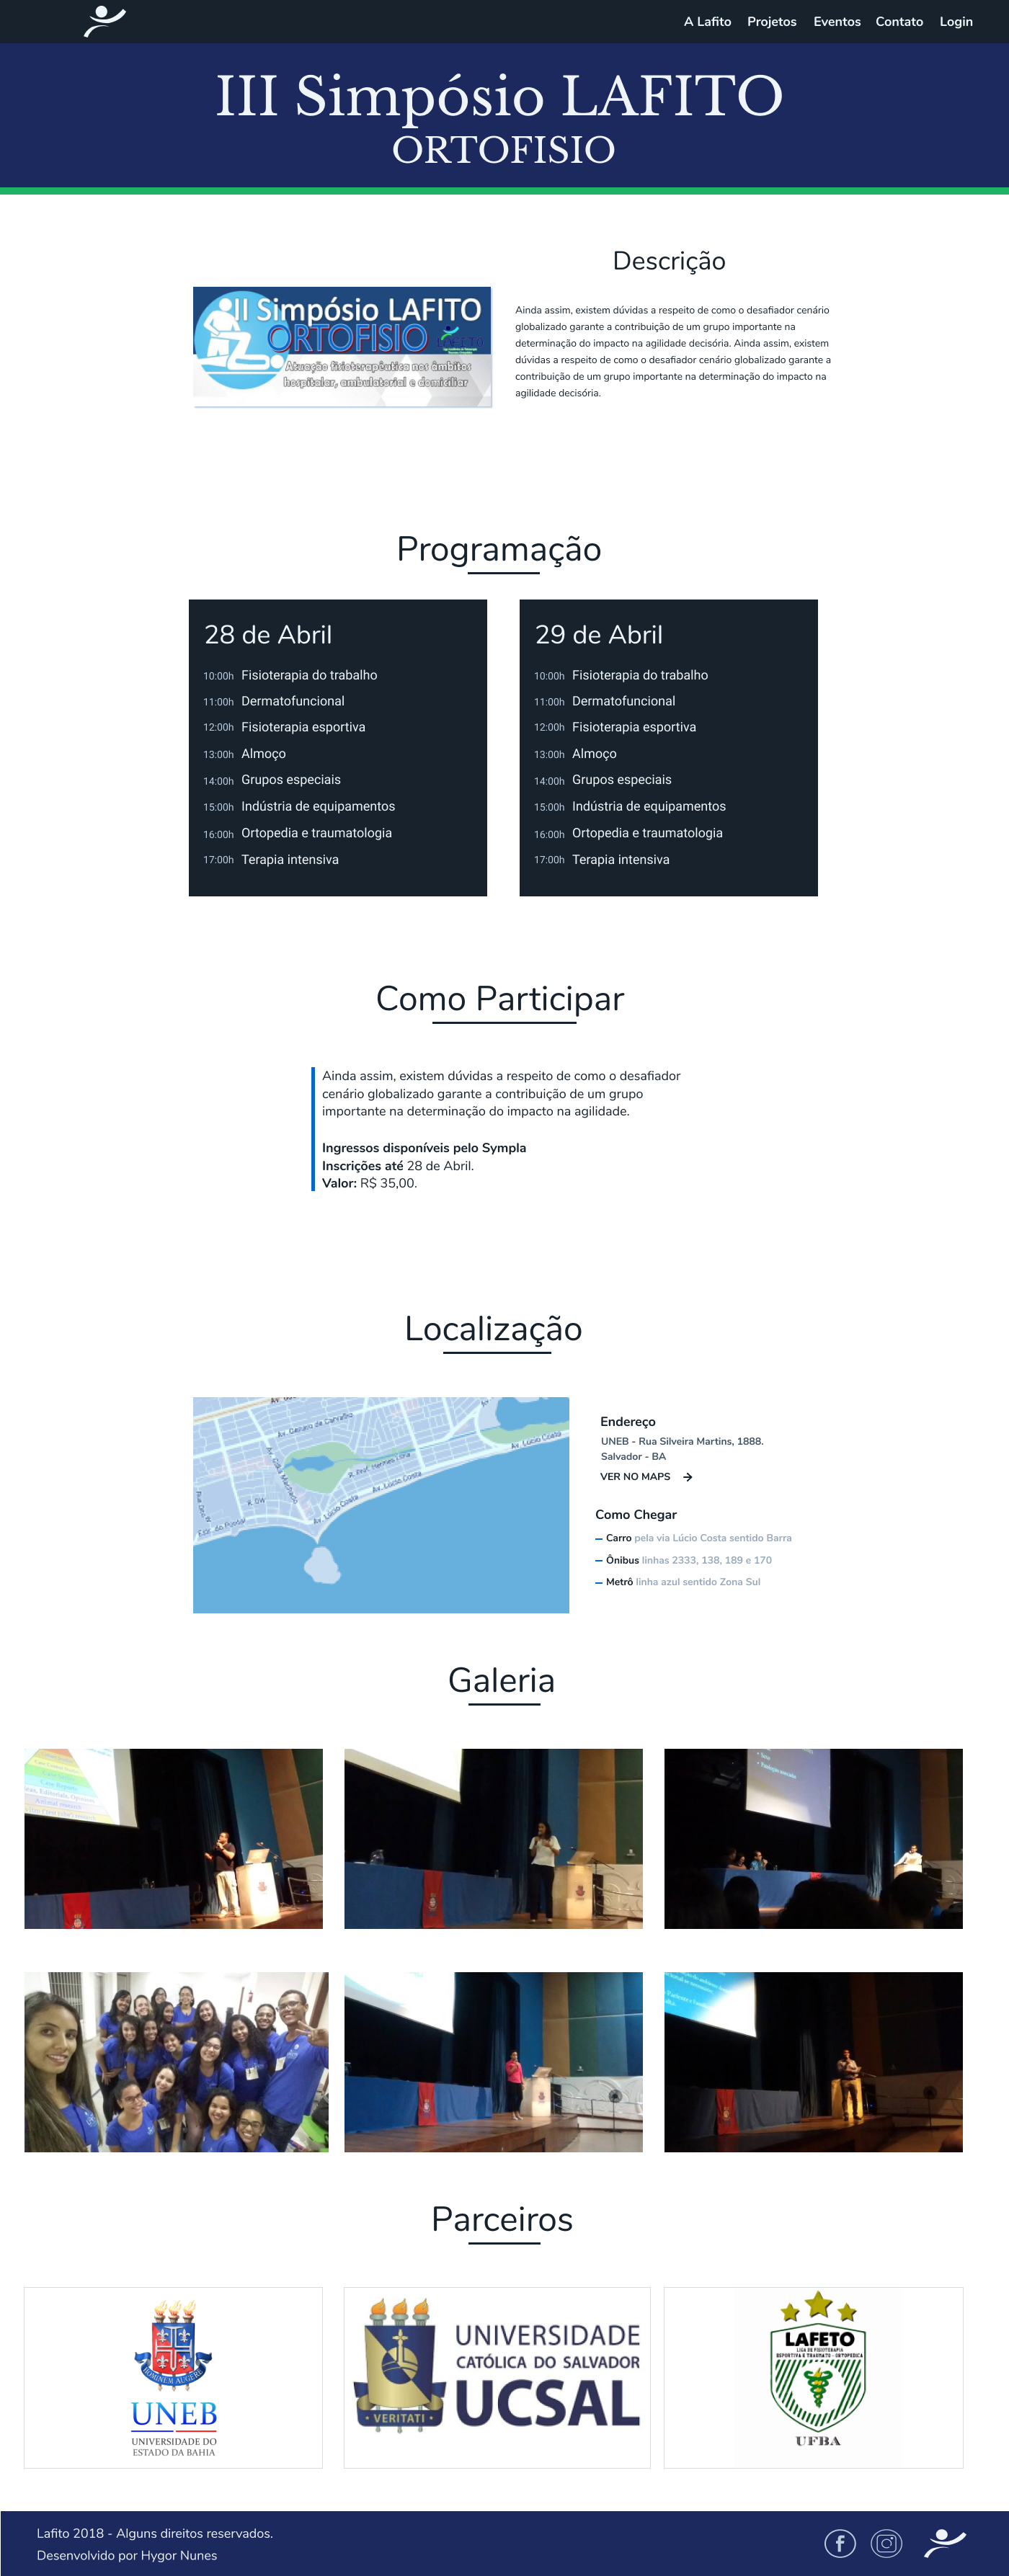 A Lafito Projetos Eventos Contato Login
III Simpósio LAFITO
ORTOFISIO
Descrição
II Simpósio LAFITO
ORTOFISIO
Atuação fisioterapêutica nos âmbitos
hospitalar, ambulatorial e domiciliar
Ainda assim, existem dúvidas a respeito de como o desafiador cenário
globalizado garante a contribuição de um grupo importante na
determinação do impacto na agilidade decisória. Ainda assim, existem
dúvidas a respeito de como o desafiador cenário globalizado garante a
contribuição de um grupo importante na determinação do impacto na
agilidade decisória.
Programação
28 de Abril
10:00h Fisioterapia do trabalho
11:00h Dermatofuncional
12:00h Fisioterapia esportiva
13:00h Almoço
14:00h Grupos especiais
15:00h Indústria de equipamentos
16:00h Ortopedia e traumatologia
17:00h Terapia intensiva
29 de Abril
10:00h Fisioterapia do trabalho
11:00h Dermatofuncional
12:00h Fisioterapia esportiva
13:00h Almoço
14:00h Grupos especiais
15:00h Indústria de equipamentos
16:00h Ortopedia e traumatologia
17:00h Terapia intensiva
Como Participar
Ainda assim, existem dúvidas a respeito de como o desafiador
cenário globalizado garante a contribuição de um grupo
importante na determinação do impacto na agilidade.
Ingressos disponíveis pelo Sympla
Inscrições até 28 de Abril.
Valor: R$ 35,00.
Localização
Av. Lúcio Costa
R. Prof. Hermes Lima
Av. Lúcio Costa
R. DW
Av. Lúcio Costa
Estr. do Pontal
Endereço
UNEB - Rua Silveira Martins, 1888.
Salvador - BA
VER NO MAPS
Como Chegar
Carro pela via Lúcio Costa sentido Barra
Ônibus linhas 2333, 138, 189 e 170
Metrô linha azul sentido Zona Sul
Galeria
Parceiros
HOMINEM AUGERE
UNEB
UNIVERSIDADE DO
ESTADO DA BAHIA
VERITATI
UNIVERSIDADE
CATÓLICA DO SALVADOR
UCSAL
LAFETO
LIGA DE FISIOTERAPIA
DESPORTIVA E TRAUMATO - ORTOPÉDICA
UFBA
Lafito 2018 - Alguns direitos reservados.
Desenvolvido por Hygor Nunes